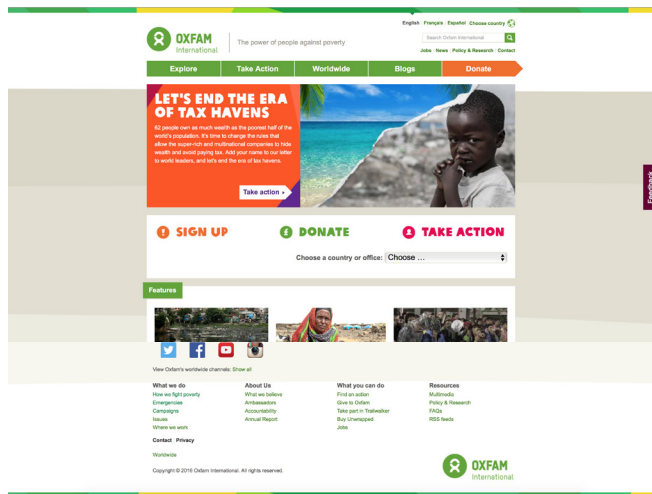 English Français Español Choose country
OXFAM
International
The power of people against poverty
Search Oxfam International
Jobs News Policy & Research Contact
Explore Take Action Worldwide Blogs Donate
LET'S END THE ERA
OF TAX HAVENS
62 people own as much wealth as the poorest half of the
world's population. It's time to change the rules that
allow the super-rich and multinational companies to hide
wealth and avoid paying tax. Add your name to our letter
to world leaders, and let's end the era of tax havens.
Take action
Feedback
SIGN UP
DONATE
TAKE ACTION
Choose a country or office: Choose ...
Features
View Oxfam's worldwide channels: Show all
What we do
How we fight poverty
Emergencies
Campaigns
Issues
Where we work
About Us
What we believe
Ambassadors
Accountability
Annual Report
What you can do
Find an action
Give to Oxfam
Take part in Trailwalker
Buy Unwrapped
Jobs
Resources
Multimedia
Policy & Research
FAQs
RSS feeds
Contact Privacy
Worldwide
Copyright © 2016 Oxfam International. All rights reserved.
OXFAM
International